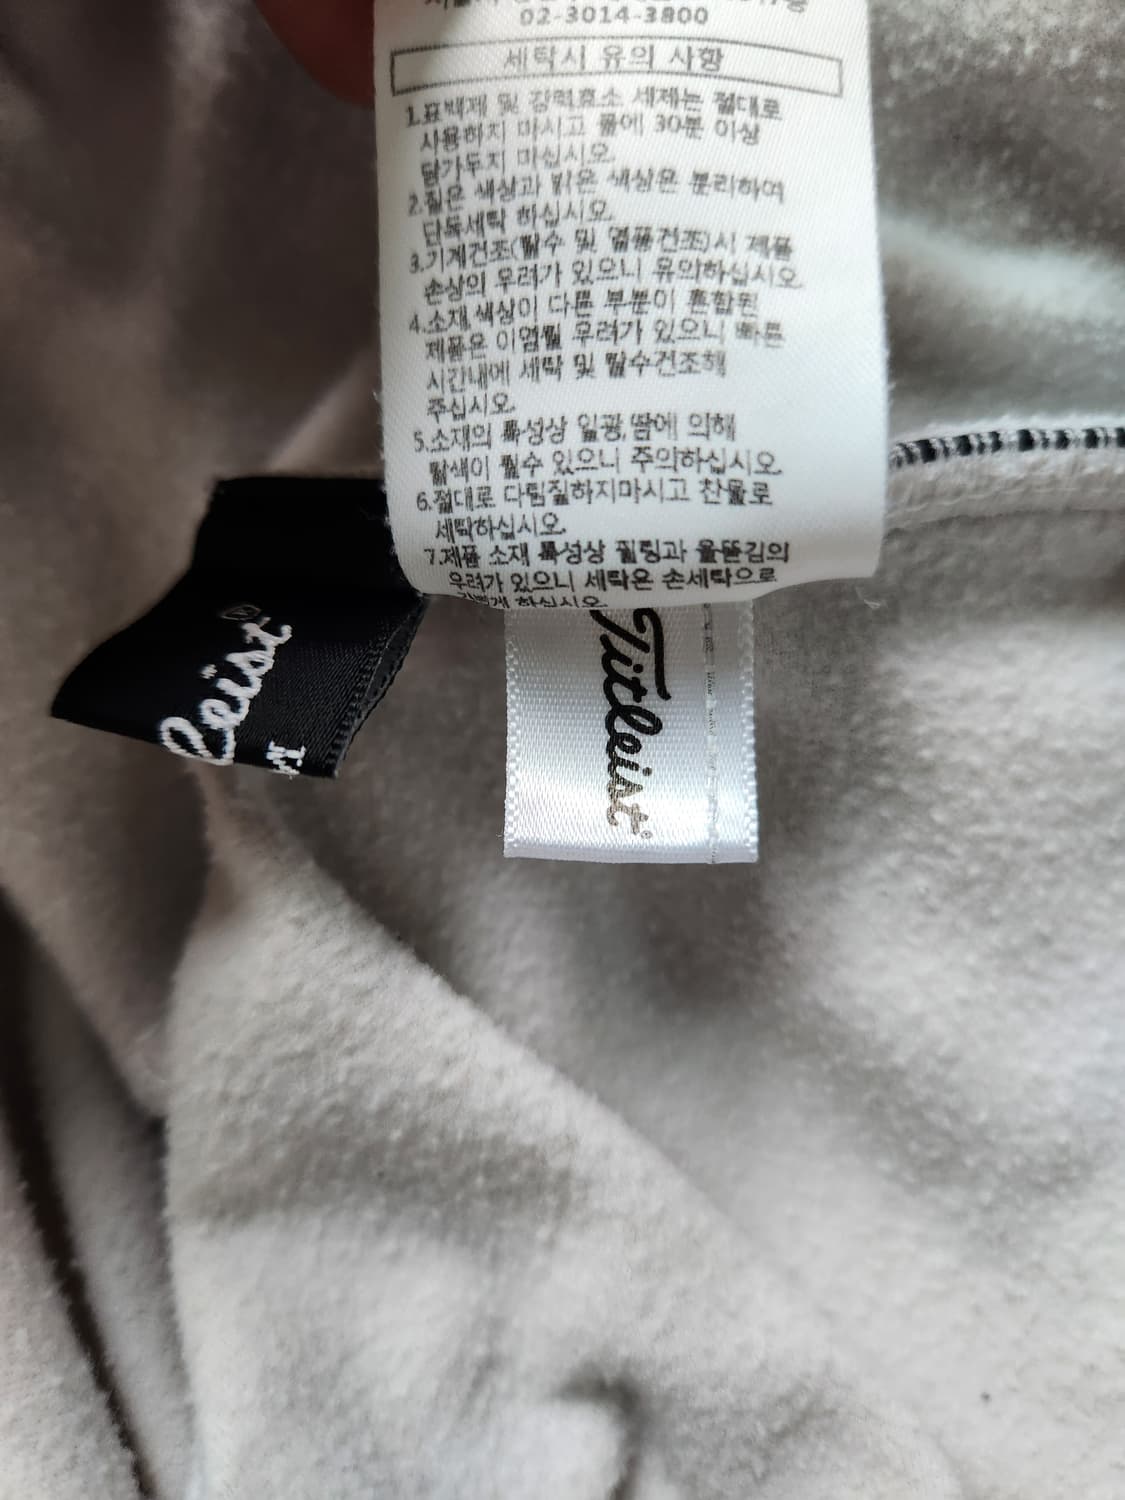 02-3014-3800
세탁시 유의 사항
1.표백제 및 강력효소 세제는 절대로
사용하지 마시고 물에 30분 이상
담가두지 마십시오.
2.짙은 색상과 밝은 색상은 분리하여
단독세탁 하십시오.
3.기계건조(탈수 및 열풍건조)시 제품
손상의 우려가 있으니 유의하십시오.
4.소재,색상이 다른 부분이 혼합된
제품은 이염될 우려가 있으니 빠른
시간내에 세탁 및 탈수건조해
주십시오.
5.소재의 특성상 일광,땀에 의해
탈색이 될수 있으니 주의하십시오.
6.절대로 다림질하지마시고 찬물로
세탁하십시오.
7.제품 소재 특성상 필링과 올뜯김의
우려가 있으니 세탁은 손세탁으로
하십시오.
leist
Titleist